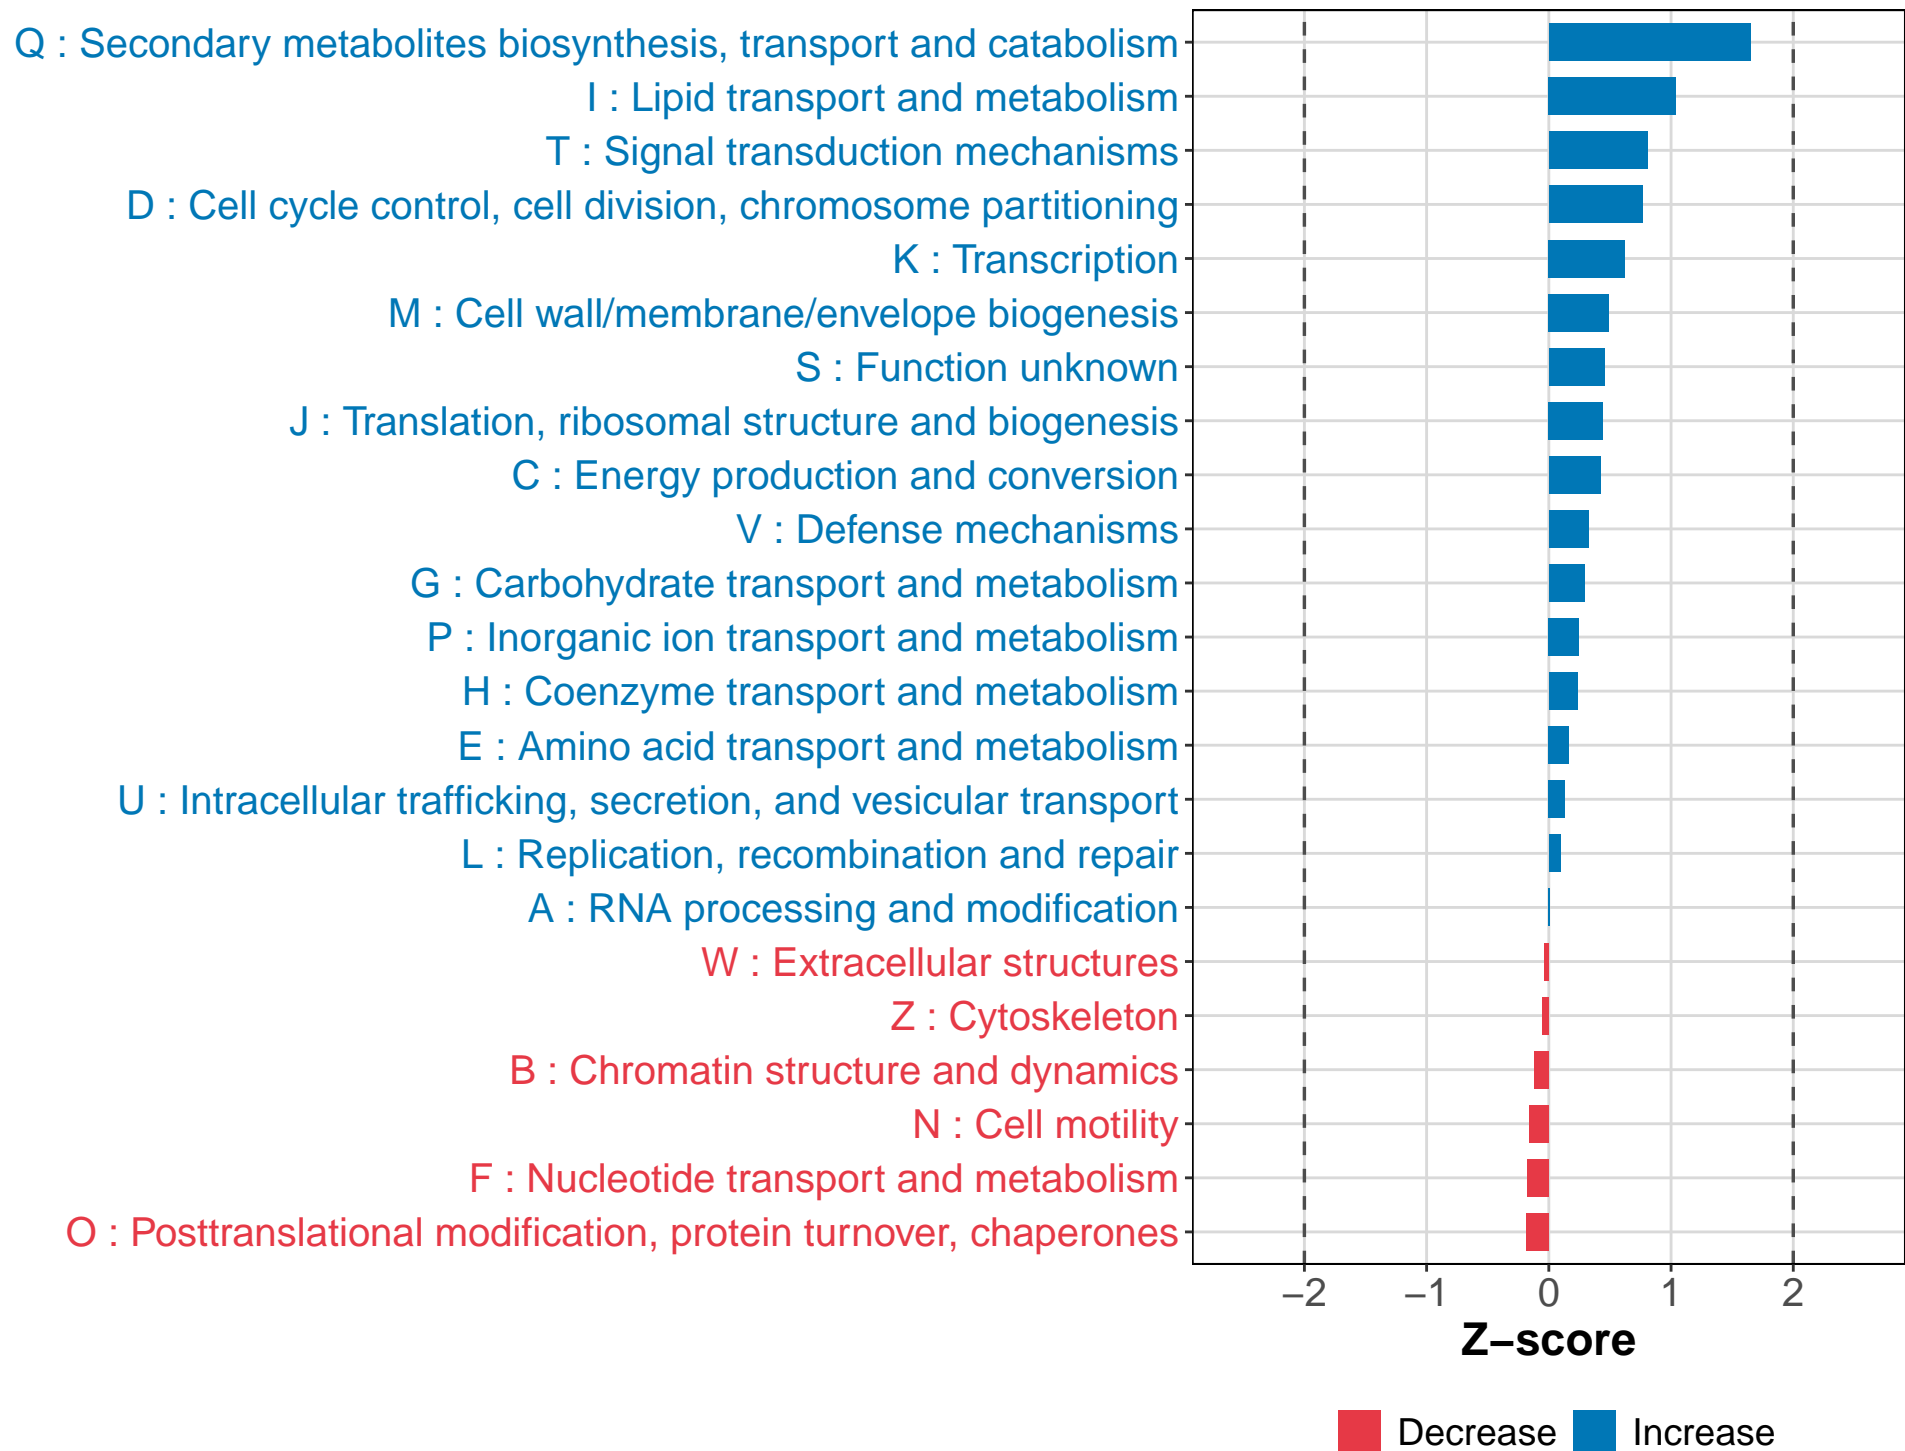 Q : Secondary metabolites biosynthesis, transport and catabolism
I : Lipid transport and metabolism
T : Signal transduction mechanisms
D : Cell cycle control, cell division, chromosome partitioning
K : Transcription
M : Cell wall/membrane/envelope biogenesis
S : Function unknown
J : Translation, ribosomal structure and biogenesis
C : Energy production and conversion
V : Defense mechanisms
G : Carbohydrate transport and metabolism
P : Inorganic ion transport and metabolism
H : Coenzyme transport and metabolism
E : Amino acid transport and metabolism
U : Intracellular trafficking, secretion, and vesicular transport
L : Replication, recombination and repair
A : RNA processing and modification
W : Extracellular structures
Z : Cytoskeleton
B : Chromatin structure and dynamics
N : Cell motility
F : Nucleotide transport and metabolism
O : Posttranslational modification, protein turnover, chaperones
−2 −1 0 1 2
Z−score
Decrease Increase